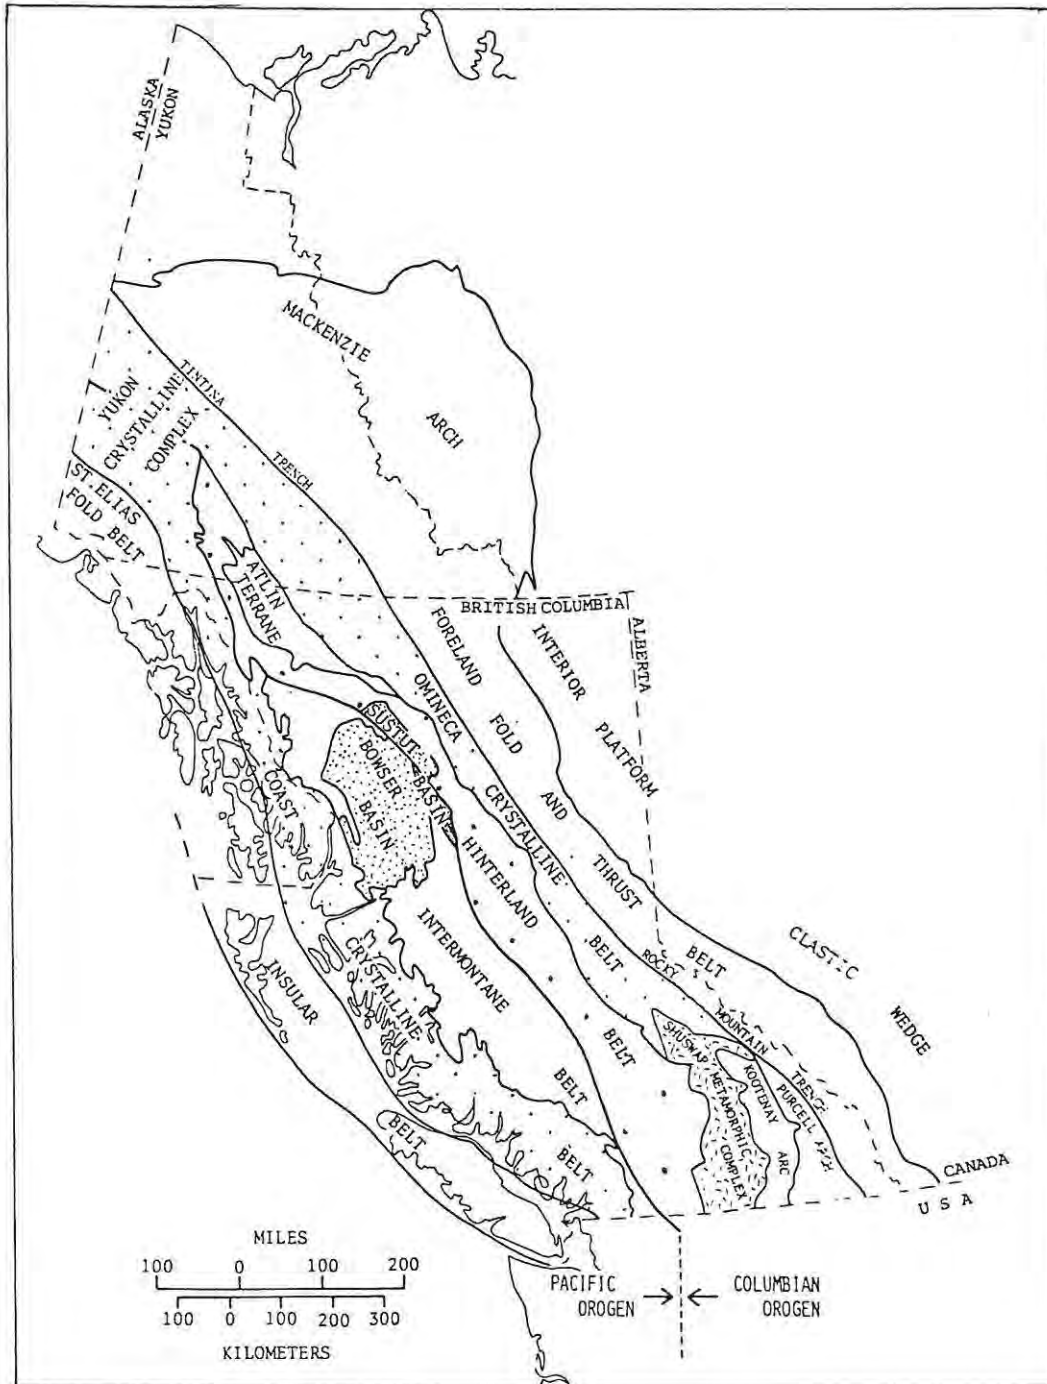 ALASKA
YUKON
MACKENZIE
ARCH
TINTINA
TRENCH
YUKON
CRYSTALLINE
COMPLEX
ST. ELIAS
FOLD BELT
ATLIN
TERRANE
BRITISH COLUMBIA
ALBERTA
INTERIOR
PLATFORM
FORELAND
FOLD
AND
THRUST
BELT
OMINECA
CRYSTALLINE
BELT
SUSTUT
BASIN
BOWSER
BASIN
HINTERLAND
BELT
COAST
CRYSTALLINE
BELT
INTERMONTANE
BELT
INSULAR
BELT
CLASTIC
WEDGE
ROCKY
MOUNTAIN
TRENCH
SHUSWAP
METAMORPHIC
COMPLEX
KOOTENAY
ARC
PURCELL ARCH
CANADA
U S A
MILES
100 0 100 200
100 0 100 200 300
KILOMETERS
PACIFIC
OROGEN
COLUMBIAN
OROGEN